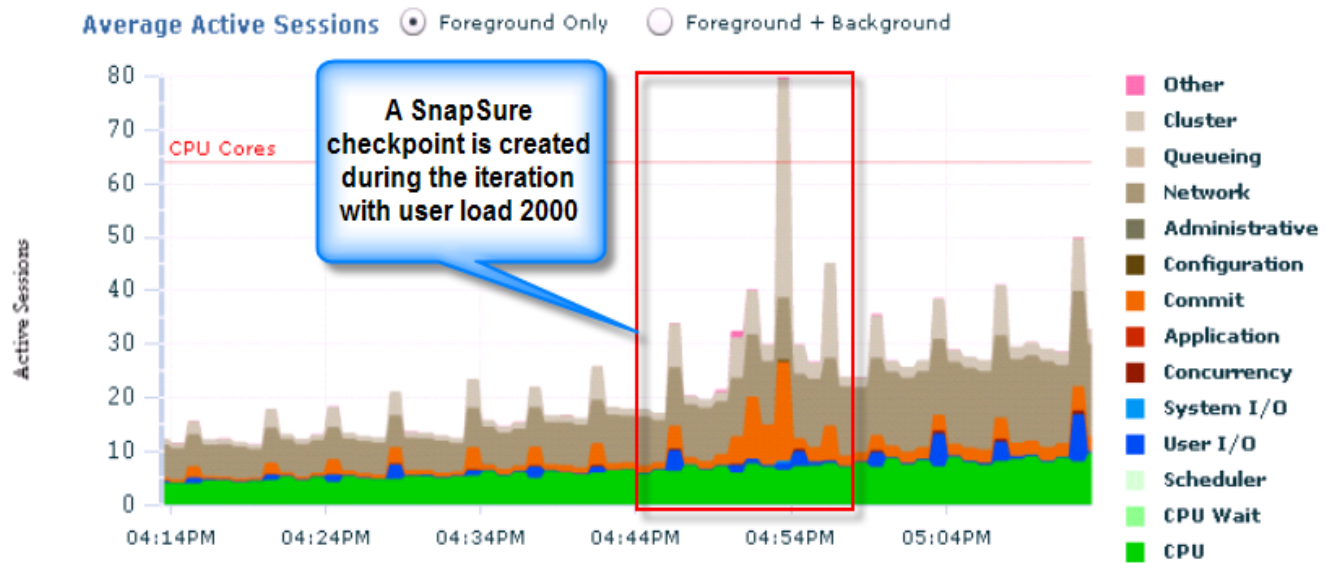 Average Active Sessions Foreground Only Foreground + Background
Active Sessions
80
70
60
50
40
30
20
10
0
CPU Cores
A SnapSure
checkpoint is created
during the iteration
with user load 2000
04:14PM 04:24PM 04:34PM 04:44PM 04:54PM 05:04PM
Other
Cluster
Queueing
Network
Administrative
Configuration
Commit
Application
Concurrency
System I/O
User I/O
Scheduler
CPU Wait
CPU